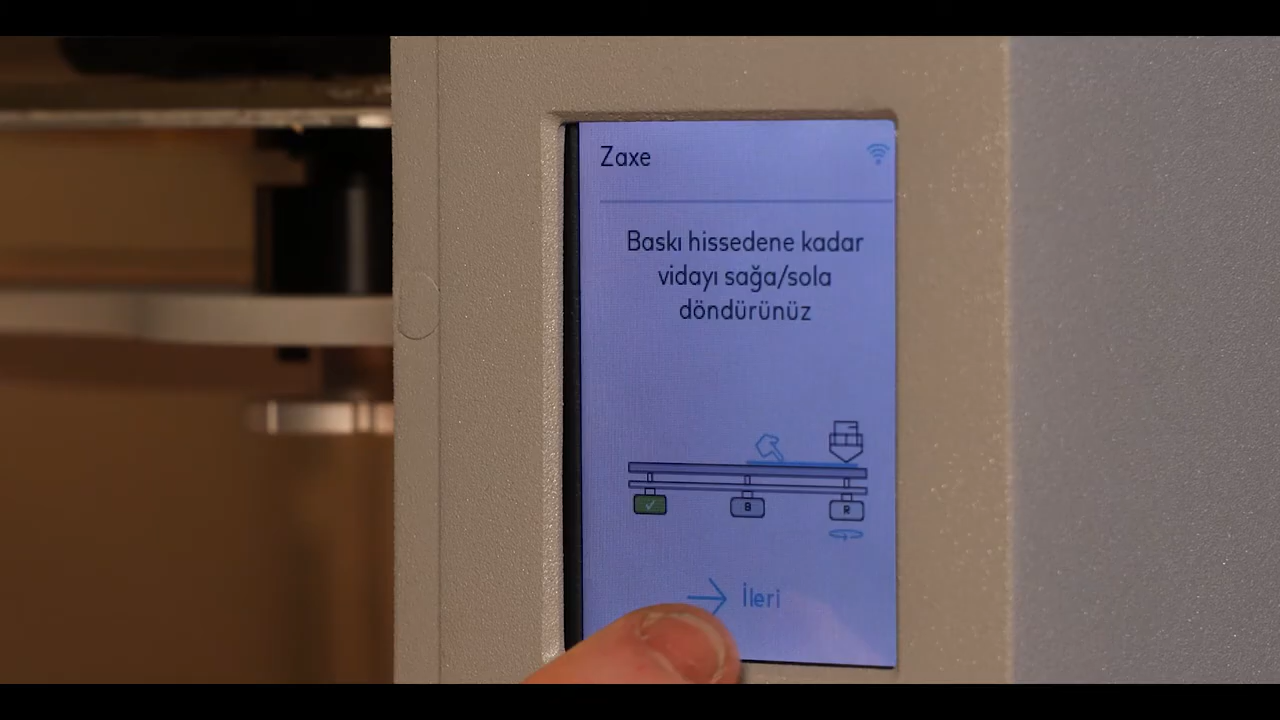 Zaxe
Baskı hissedene kadar
vidayı sağa/sola
döndürünüz
B
R
İleri